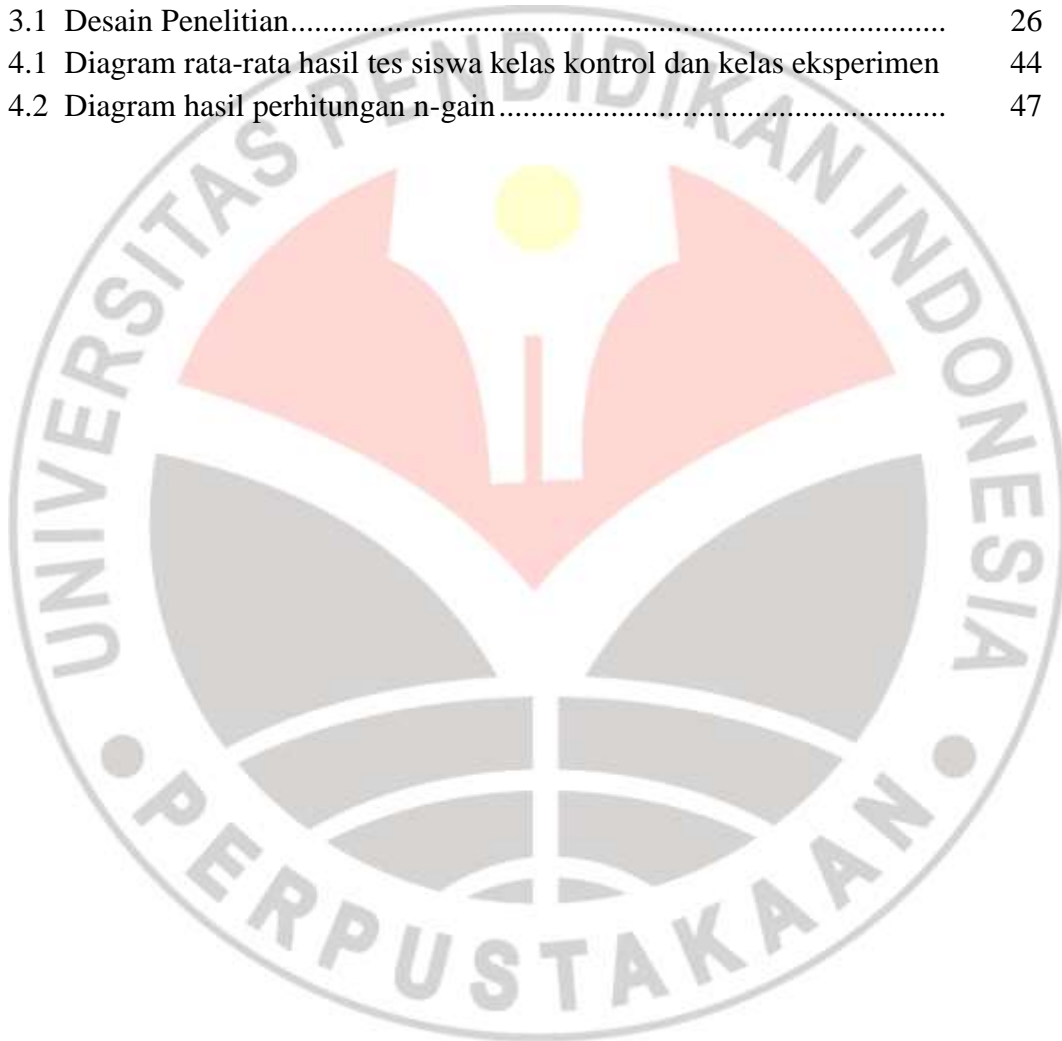 3.1 Desain Penelitian.................................................................................. 26
4.1 Diagram rata-rata hasil tes siswa kelas kontrol dan kelas eksperimen 44
4.2 Diagram hasil perhitungan n-gain........................................................ 47
UNIVERSITAS PENDIDIKAN INDONESIA
• PERPUSTAKAAN •